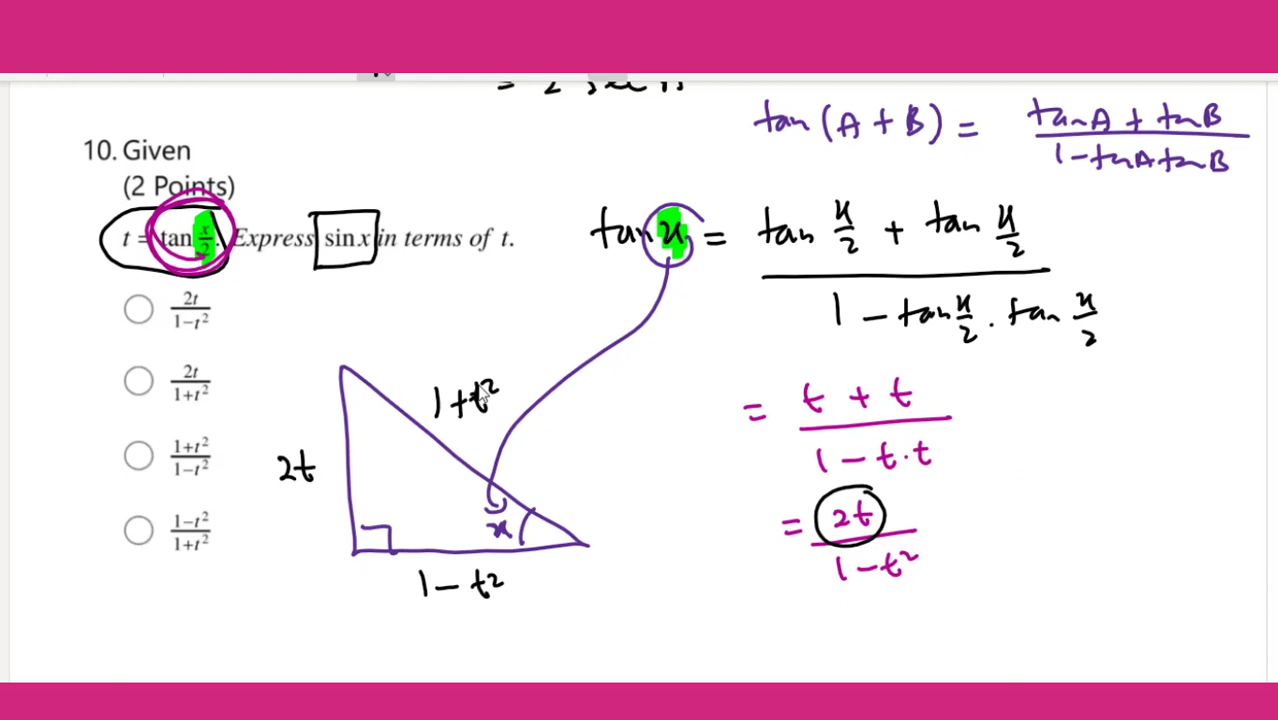 = 2 sec
tan (A + B) = tanA + tanB / 1 - tanA tanB
10. Given
(2 Points)
t = tan x/2. Express sin x in terms of t.
2t/1−t²
2t/1+t²
1+t²/1−t²
1−t²/1+t²
tan x = tan x/2 + tan x/2 / 1 - tan x/2 . tan x/2
= t + t / 1 - t.t
= 2t / 1 - t²
1 + t²
2t
x
1 - t²